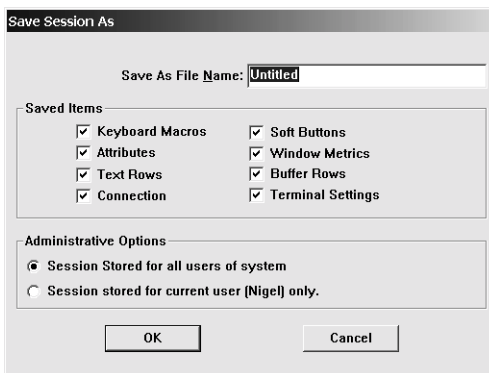 Save Session As
Save As File Name: Untitled
Saved Items
Keyboard Macros
Soft Buttons
Attributes
Window Metrics
Text Rows
Buffer Rows
Connection
Terminal Settings
Administrative Options
Session Stored for all users of system
Session stored for current user (Nigel) only.
OK
Cancel